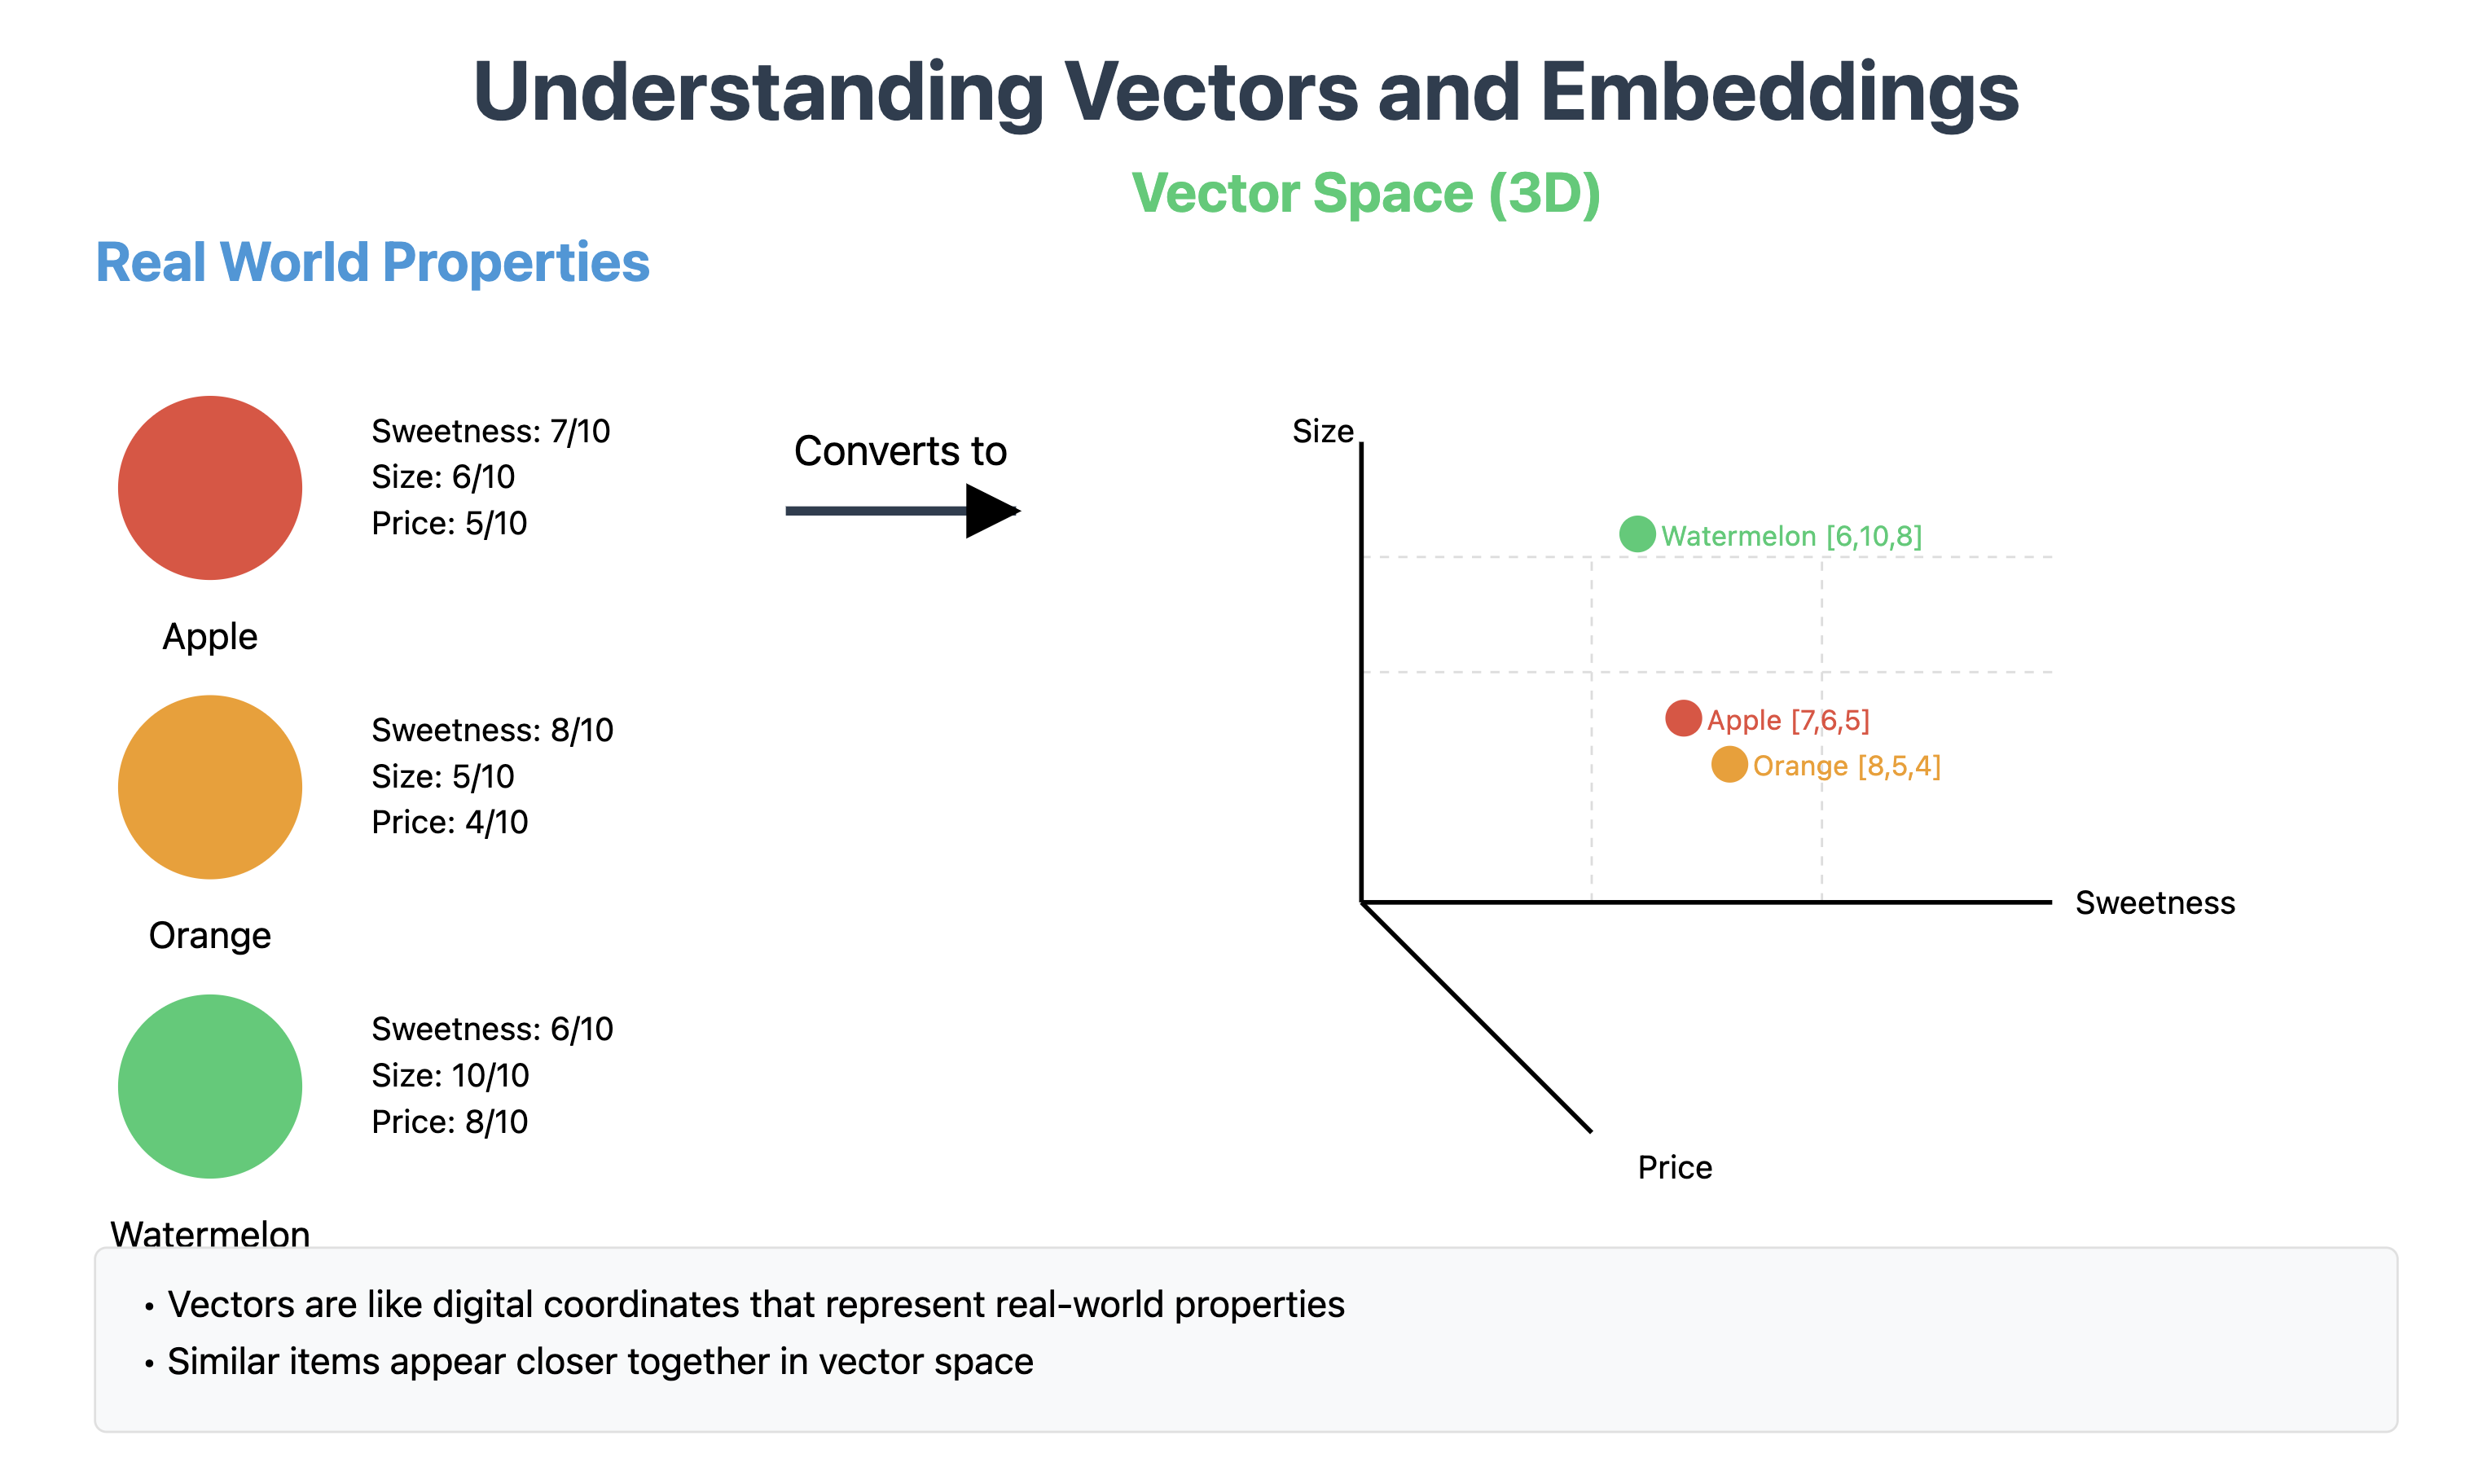 Understanding Vectors and Embeddings
Vector Space (3D)
Real World Properties
Sweetness: 7/10
Size: 6/10
Price: 5/10
Apple
Sweetness: 8/10
Size: 5/10
Price: 4/10
Orange
Sweetness: 6/10
Size: 10/10
Price: 8/10
Watermelon
Converts to
Size
Watermelon [6,10,8]
Apple [7,6,5]
Orange [8,5,4]
Sweetness
Price
• Vectors are like digital coordinates that represent real-world properties
• Similar items appear closer together in vector space